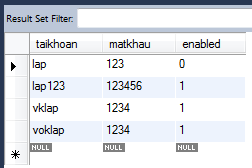 Result Set Filter:
taikhoan matkhau enabled
lap 123 0
lap123 123456 1
vklap 1234 1
voklap 1234 1
NULL NULL NULL